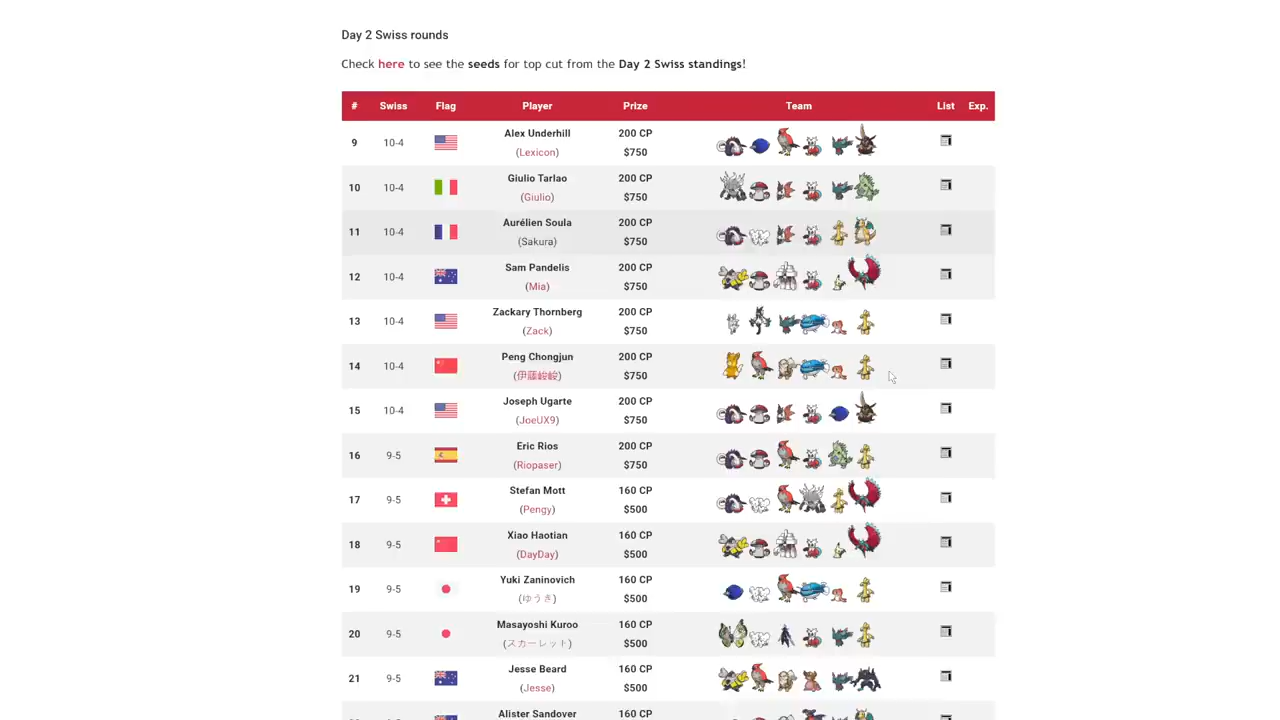 Day 2 Swiss rounds
Check here to see the seeds for top cut from the Day 2 Swiss standings!
# Swiss Flag Player Prize Team List Exp.
9 10-4 Alex Underhill 200 CP
(Lexicon) $750
10 10-4 Giulio Tarlao 200 CP
(Giulio) $750
11 10-4 Aurélien Soula 200 CP
(Sakura) $750
12 10-4 Sam Pandelis 200 CP
(Mia) $750
13 10-4 Zackary Thornberg 200 CP
(Zack) $750
14 10-4 Peng Chongjun 200 CP
(伊藤峻峻) $750
15 10-4 Joseph Ugarte 200 CP
(JoeUX9) $750
16 9-5 Eric Rios 200 CP
(Riopaser) $750
17 9-5 Stefan Mott 160 CP
(Pengy) $500
18 9-5 Xiao Haotian 160 CP
(DayDay) $500
19 9-5 Yuki Zaninovich 160 CP
(ゆうき) $500
20 9-5 Masayoshi Kuroo 160 CP
(スカーレット) $500
21 9-5 Jesse Beard 160 CP
(Jesse) $500
Alister Sandover 160 CP